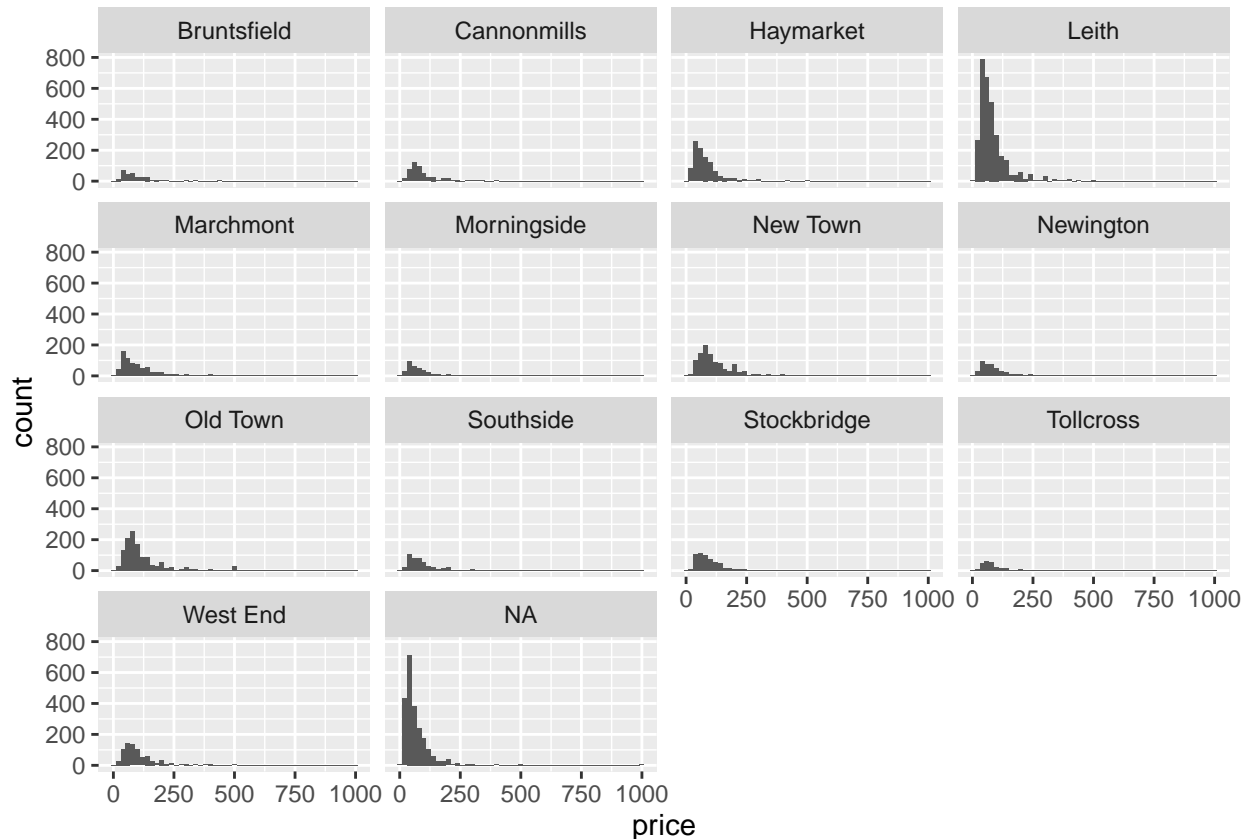 Bruntsfield Cannonmills Haymarket Leith
800
600
400
200
0
Marchmont Morningside New Town Newington
800
600
400
200
0
count
Old Town Southside Stockbridge Tollcross
800
600
400
200
0
0 250 500 750 1000 0 250 500 750 1000
West End NA
800
600
400
200
0
0 250 500 750 1000 0 250 500 750 1000
price